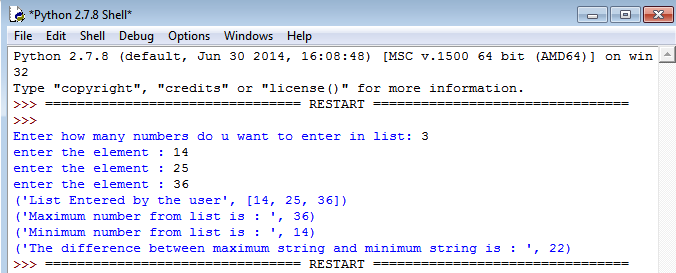 *Python 2.7.8 Shell*
File Edit Shell Debug Options Windows Help
Python 2.7.8 (default, Jun 30 2014, 16:08:48) [MSC v.1500 64 bit (AMD64)] on win
32
Type "copyright", "credits" or "license()" for more information.
>>> ================================ RESTART ================================
>>>
Enter how many numbers do u want to enter in list: 3
enter the element : 14
enter the element : 25
enter the element : 36
('List Entered by the user', [14, 25, 36])
('Maximum number from list is : ', 36)
('Minimum number from list is : ', 14)
('The difference between maximum string and minimum string is : ', 22)
>>> ================================ RESTART ================================